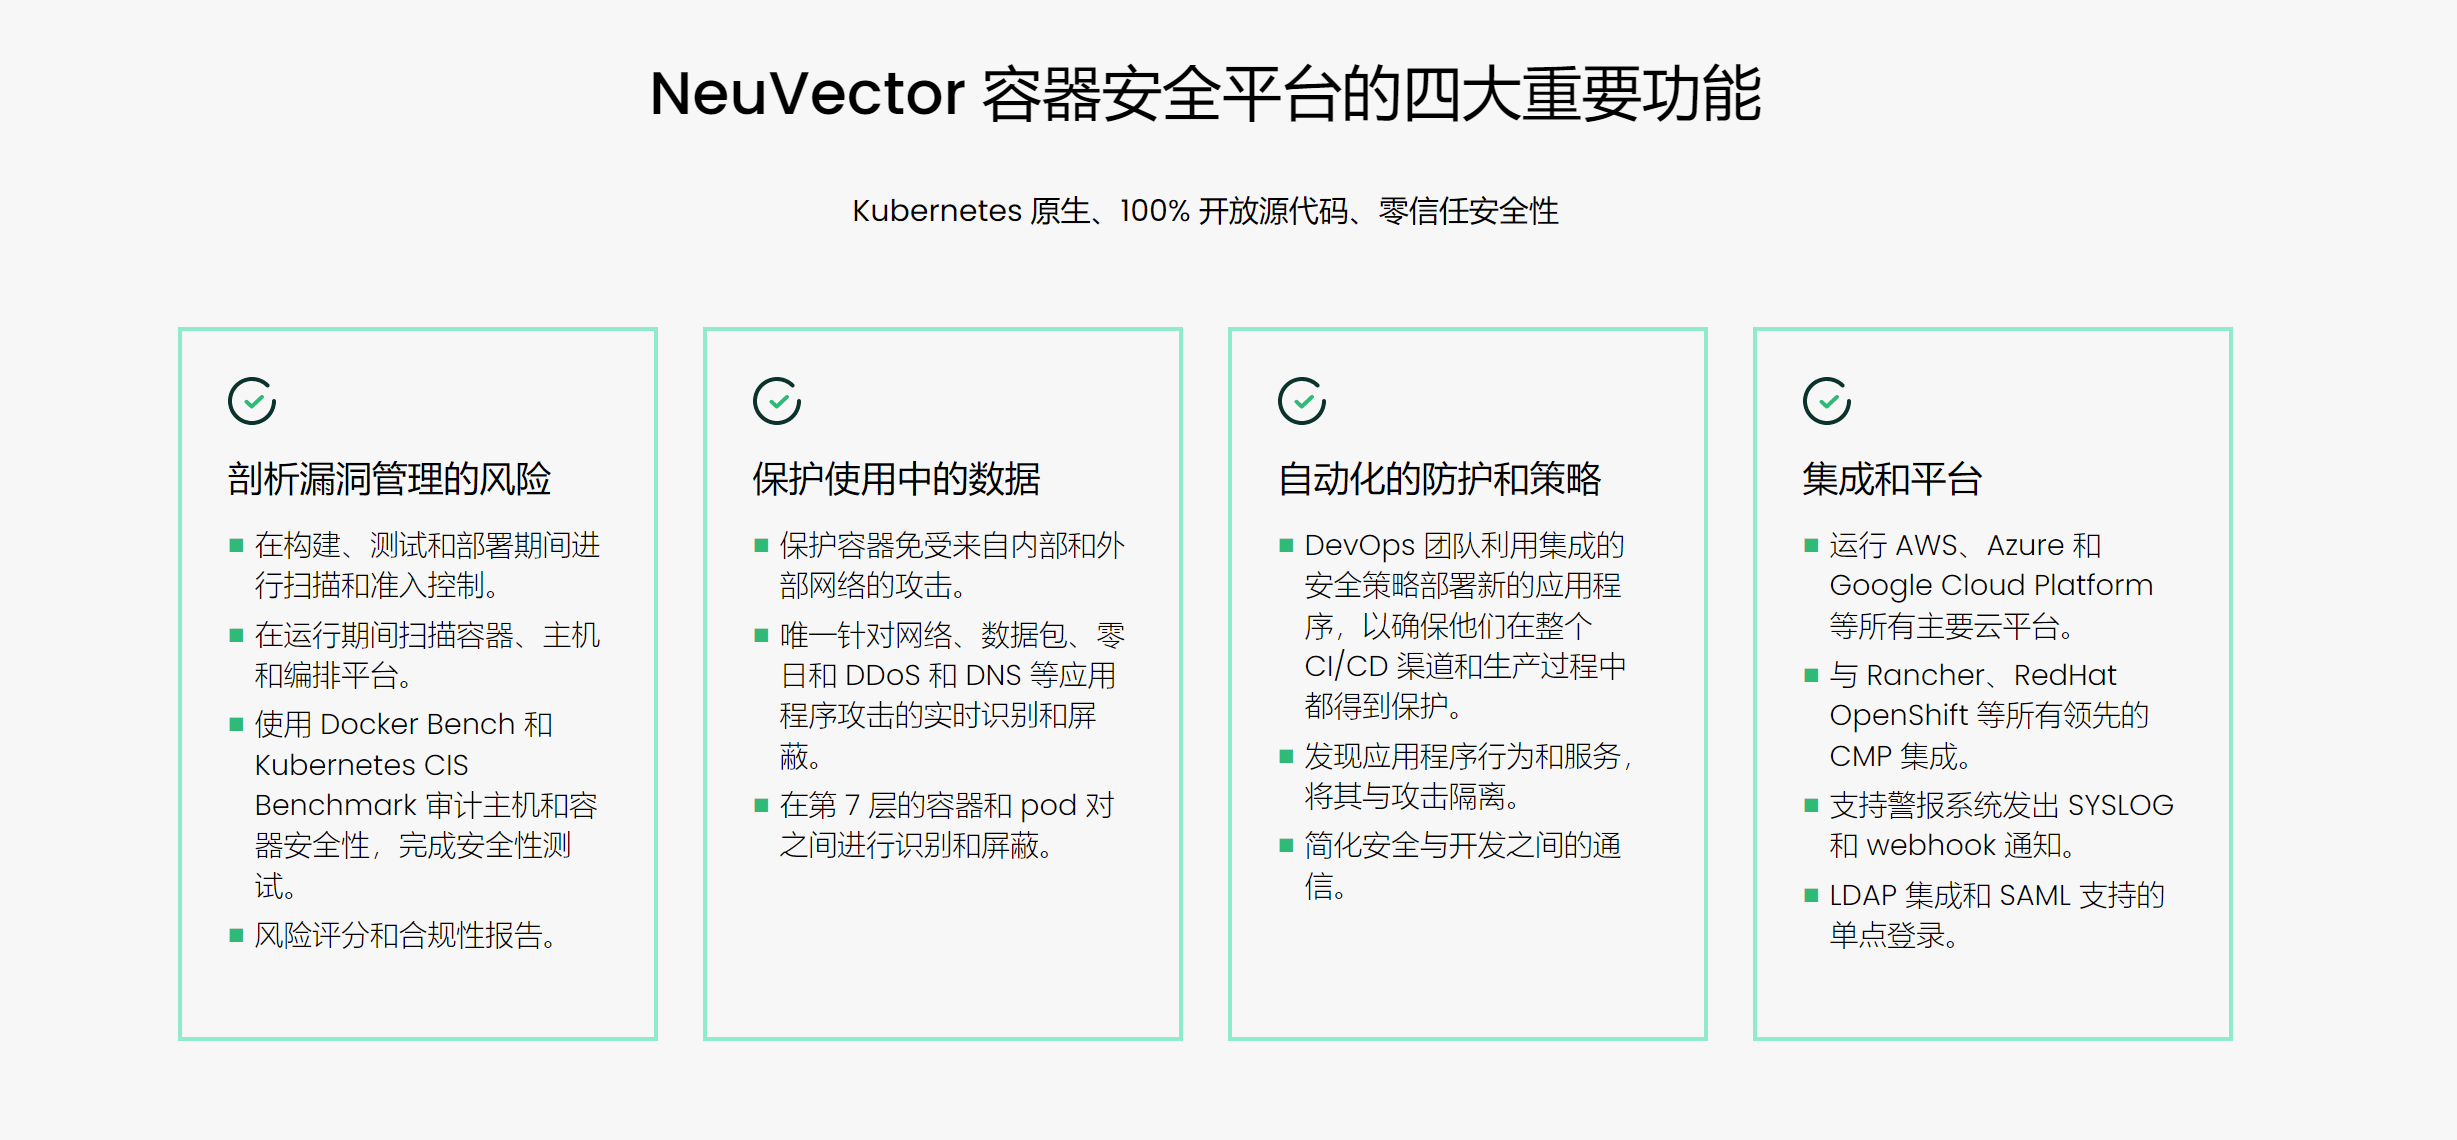 NeuVector 容器安全平台的四大重要功能
Kubernetes 原生、100% 开放源代码、零信任安全性
剖析漏洞管理的风险
在构建、测试和部署期间进
行扫描和准入控制。
在运行期间扫描容器、主机
和编排平台。
使用 Docker Bench 和
Kubernetes CIS
Benchmark 审计主机和容
器安全性，完成安全性测
试。
风险评分和合规性报告。
保护使用中的数据
保护容器免受来自内部和外
部网络的攻击。
唯一针对网络、数据包、零
日和 DDoS 和 DNS 等应用
程序攻击的实时识别和屏
蔽。
在第 7 层的容器和 pod 对
之间进行识别和屏蔽。
自动化的防护和策略
DevOps 团队利用集成的
安全策略部署新的应用程
序，以确保他们在整个
CI/CD 渠道和生产过程中
都得到保护。
发现应用程序行为和服务，
将其与攻击隔离。
简化安全与开发之间的通
信。
集成和平台
运行 AWS、Azure 和
Google Cloud Platform
等所有主要云平台。
与 Rancher、RedHat
OpenShift 等所有领先的
CMP 集成。
支持警报系统发出 SYSLOG
和 webhook 通知。
LDAP 集成和 SAML 支持的
单点登录。